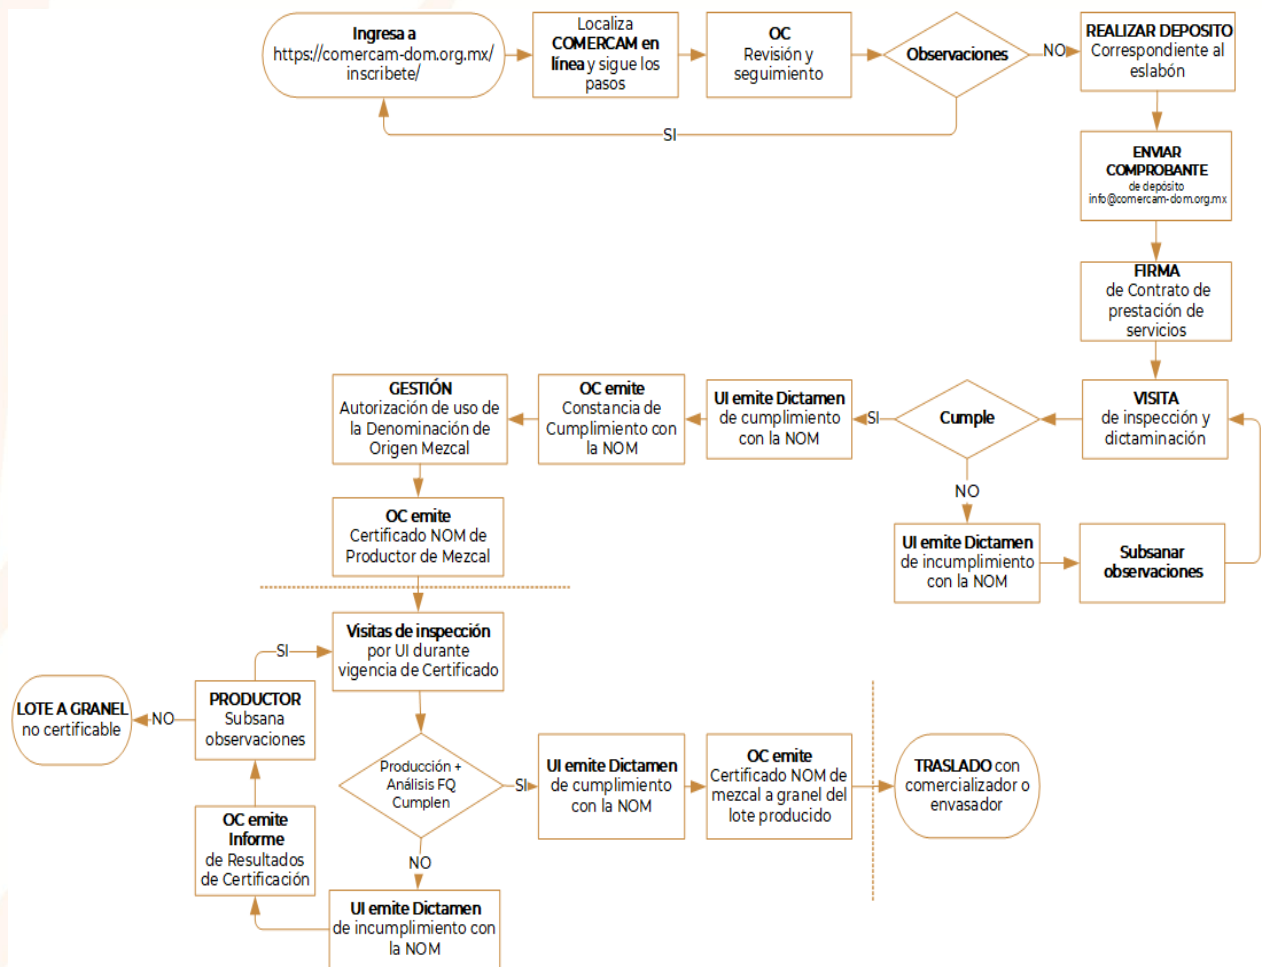 Ingresa a
https://comercam-dom.org.mx/
inscribete/
Localiza
COMERCAM en
línea y sigue los
pasos
OC
Revisión y
seguimiento
Observaciones
NO
REALIZAR DEPOSITO
Correspondiente al
eslabón
SI
ENVIAR
COMPROBANTE
de depósito
info@comercam-dom.org.mx
FIRMA
de Contrato de
prestación de
servicios
VISITA
de inspección y
dictaminación
Cumple
SI
UI emite Dictamen
de cumplimiento
con la NOM
OC emite
Constancia de
Cumplimiento con
la NOM
GESTIÓN
Autorización de uso de
la Denominación de
Origen Mezcal
NO
UI emite Dictamen
de incumplimiento
con la NOM
Subsanar
observaciones
OC emite
Certificado NOM de
Productor de Mezcal
Visitas de inspección
por UI durante
vigencia de Certificado
SI
PRODUCTOR
Subsana
observaciones
NO
LOTE A GRANEL
no certificable
Producción +
Análisis FQ
Cumplen
SI
UI emite Dictamen
de cumplimiento
con la NOM
OC emite
Certificado NOM de
mezcal a granel del
lote producido
TRASLADO con
comercializador o
envasador
OC emite
Informe
de Resultados
de Certificación
NO
UI emite Dictamen
de incumplimiento con
la NOM